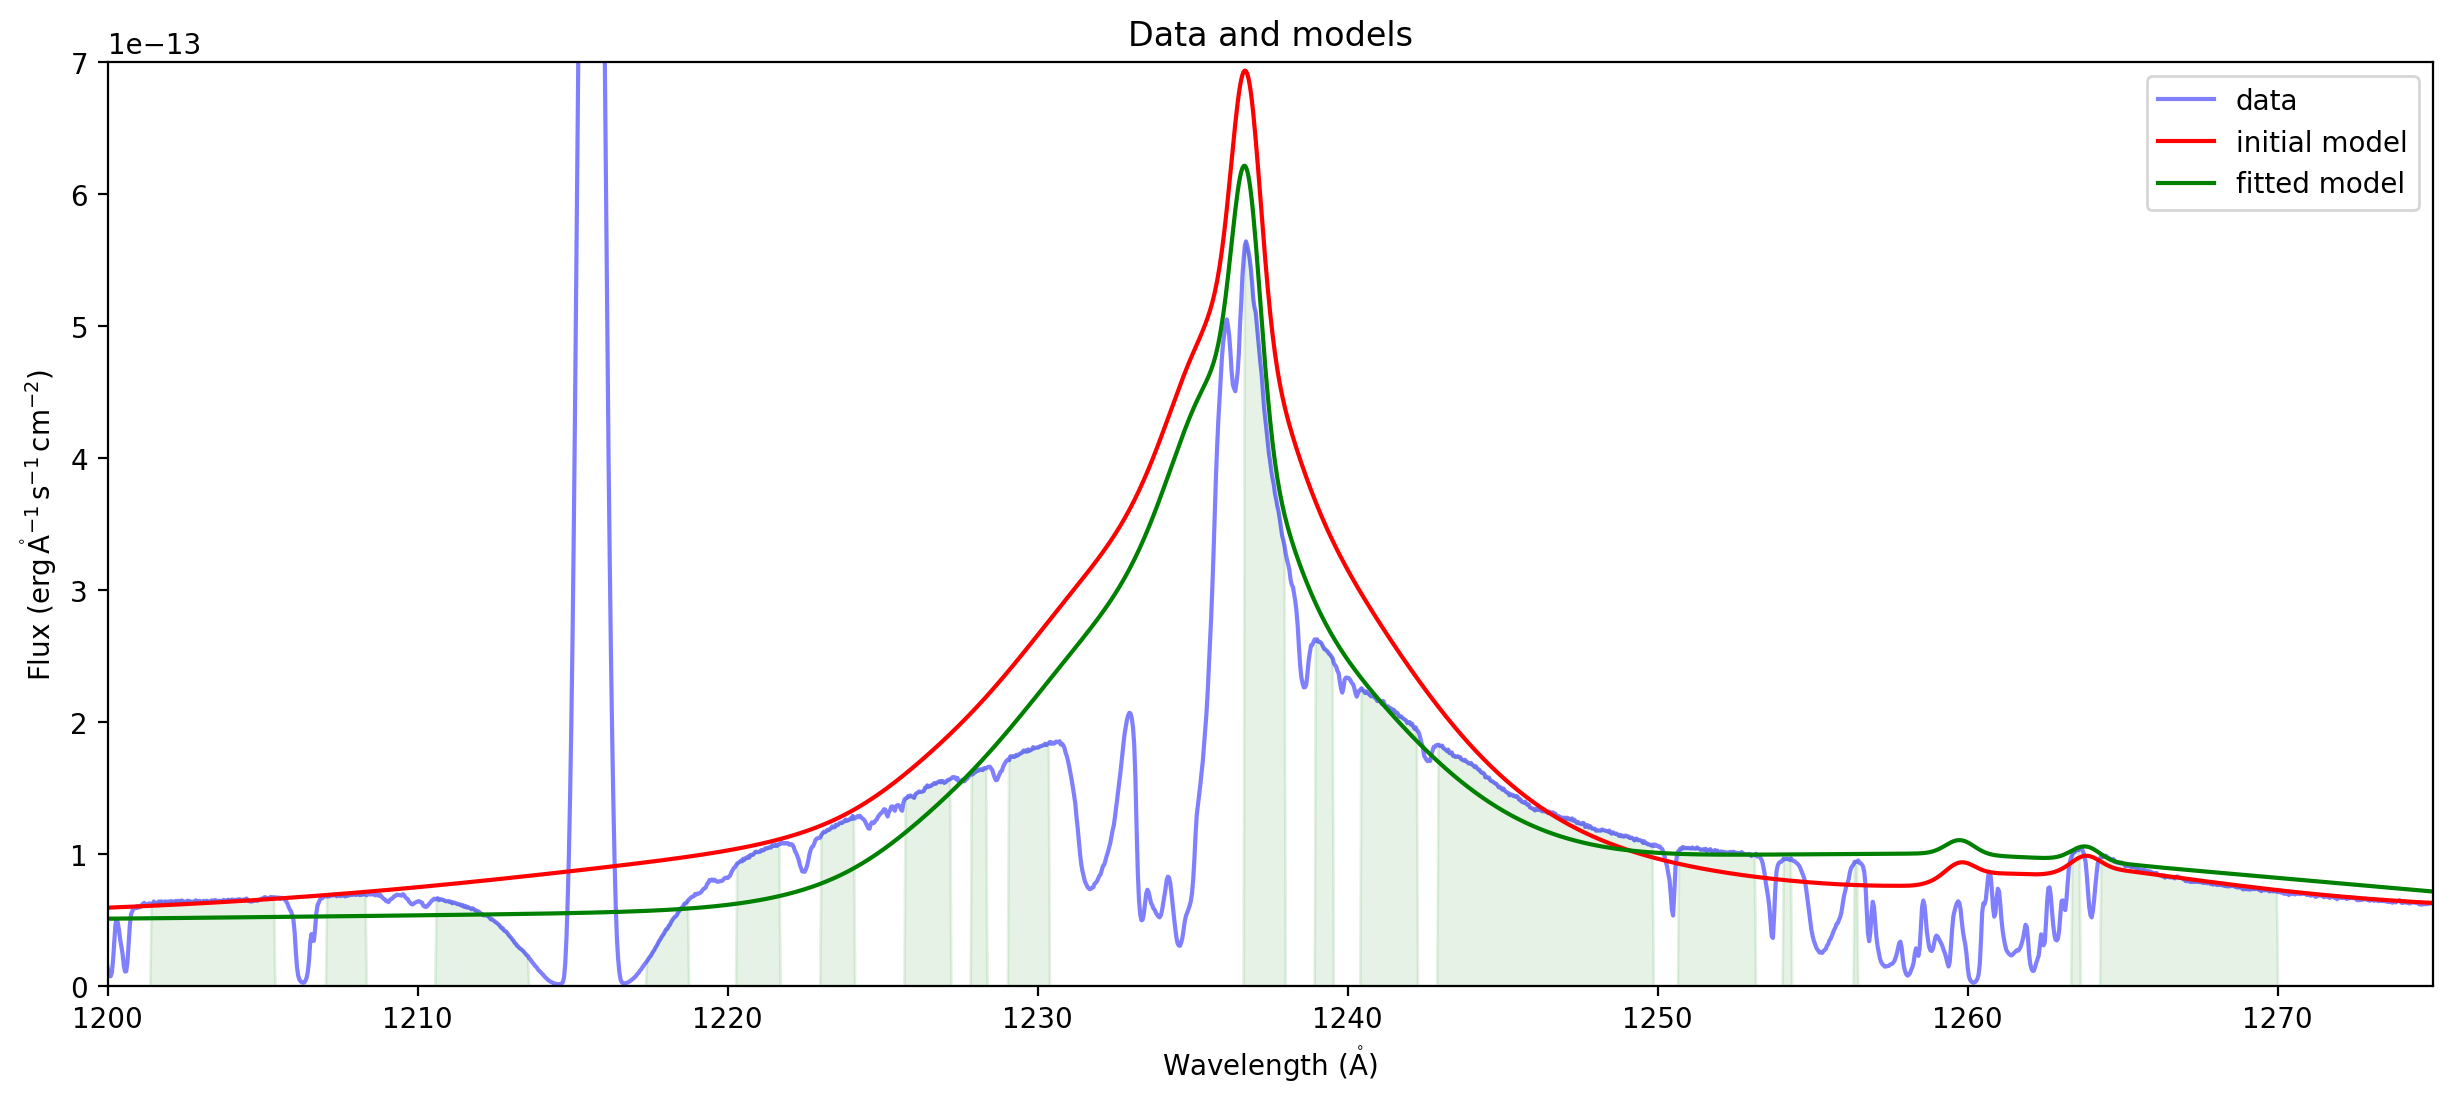 Data and models
1e−13
7
6
5
4
3
2
1
0
Flux (erg Å⁻¹ s⁻¹ cm⁻²)
data
initial model
fitted model
1200 1210 1220 1230 1240 1250 1260 1270
Wavelength (Å)